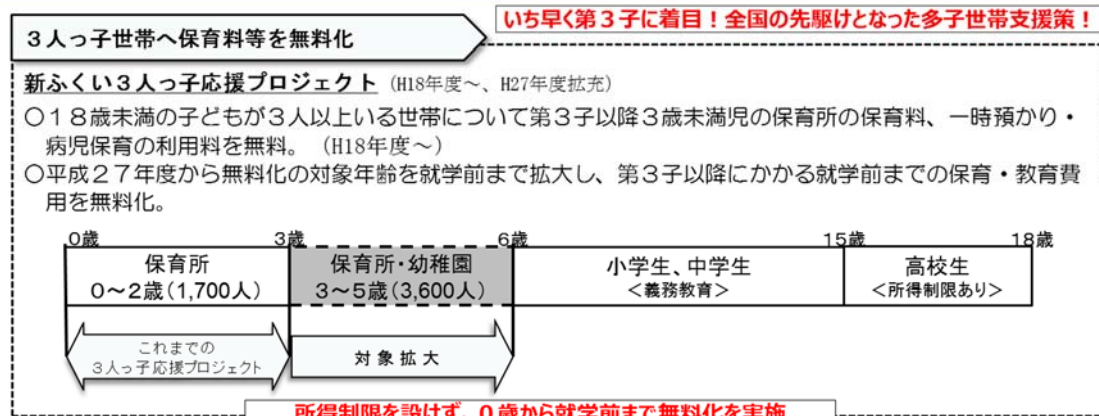 いち早く第３子に着目！全国の先駆けとなった多子世帯支援策！
３人っ子世帯へ保育料等を無料化
新ふくい３人っ子応援プロジェクト（H18年度～、H27年度拡充）
○１８歳未満の子どもが３人以上いる世帯について第３子以降３歳未満児の保育所の保育料、一時預かり・
病児保育の利用料を無料。（H18年度～）
○平成２７年度から無料化の対象年齢を就学前まで拡大し、第３子以降にかかる就学前までの保育・教育費
用を無料化。
0歳 3歳 6歳 15歳 18歳
保育所 保育所・幼稚園 小学生、中学生 高校生
0～2歳（1,700人） 3～5歳（3,600人） <義務教育> <所得制限あり>
これまでの
３人っ子応援プロジェクト 対象拡大
所得制限を設けず、０歳から就学前まで無料化を実施